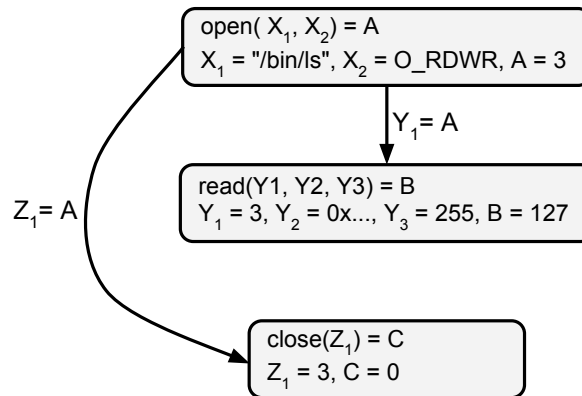 open( X₁, X₂) = A
X₁ = "/bin/ls", X₂ = O_RDWR, A = 3
Y₁= A
read(Y1, Y2, Y3) = B
Y₁ = 3, Y₂ = 0x..., Y₃ = 255, B = 127
Z₁= A
close(Z₁) = C
Z₁ = 3, C = 0